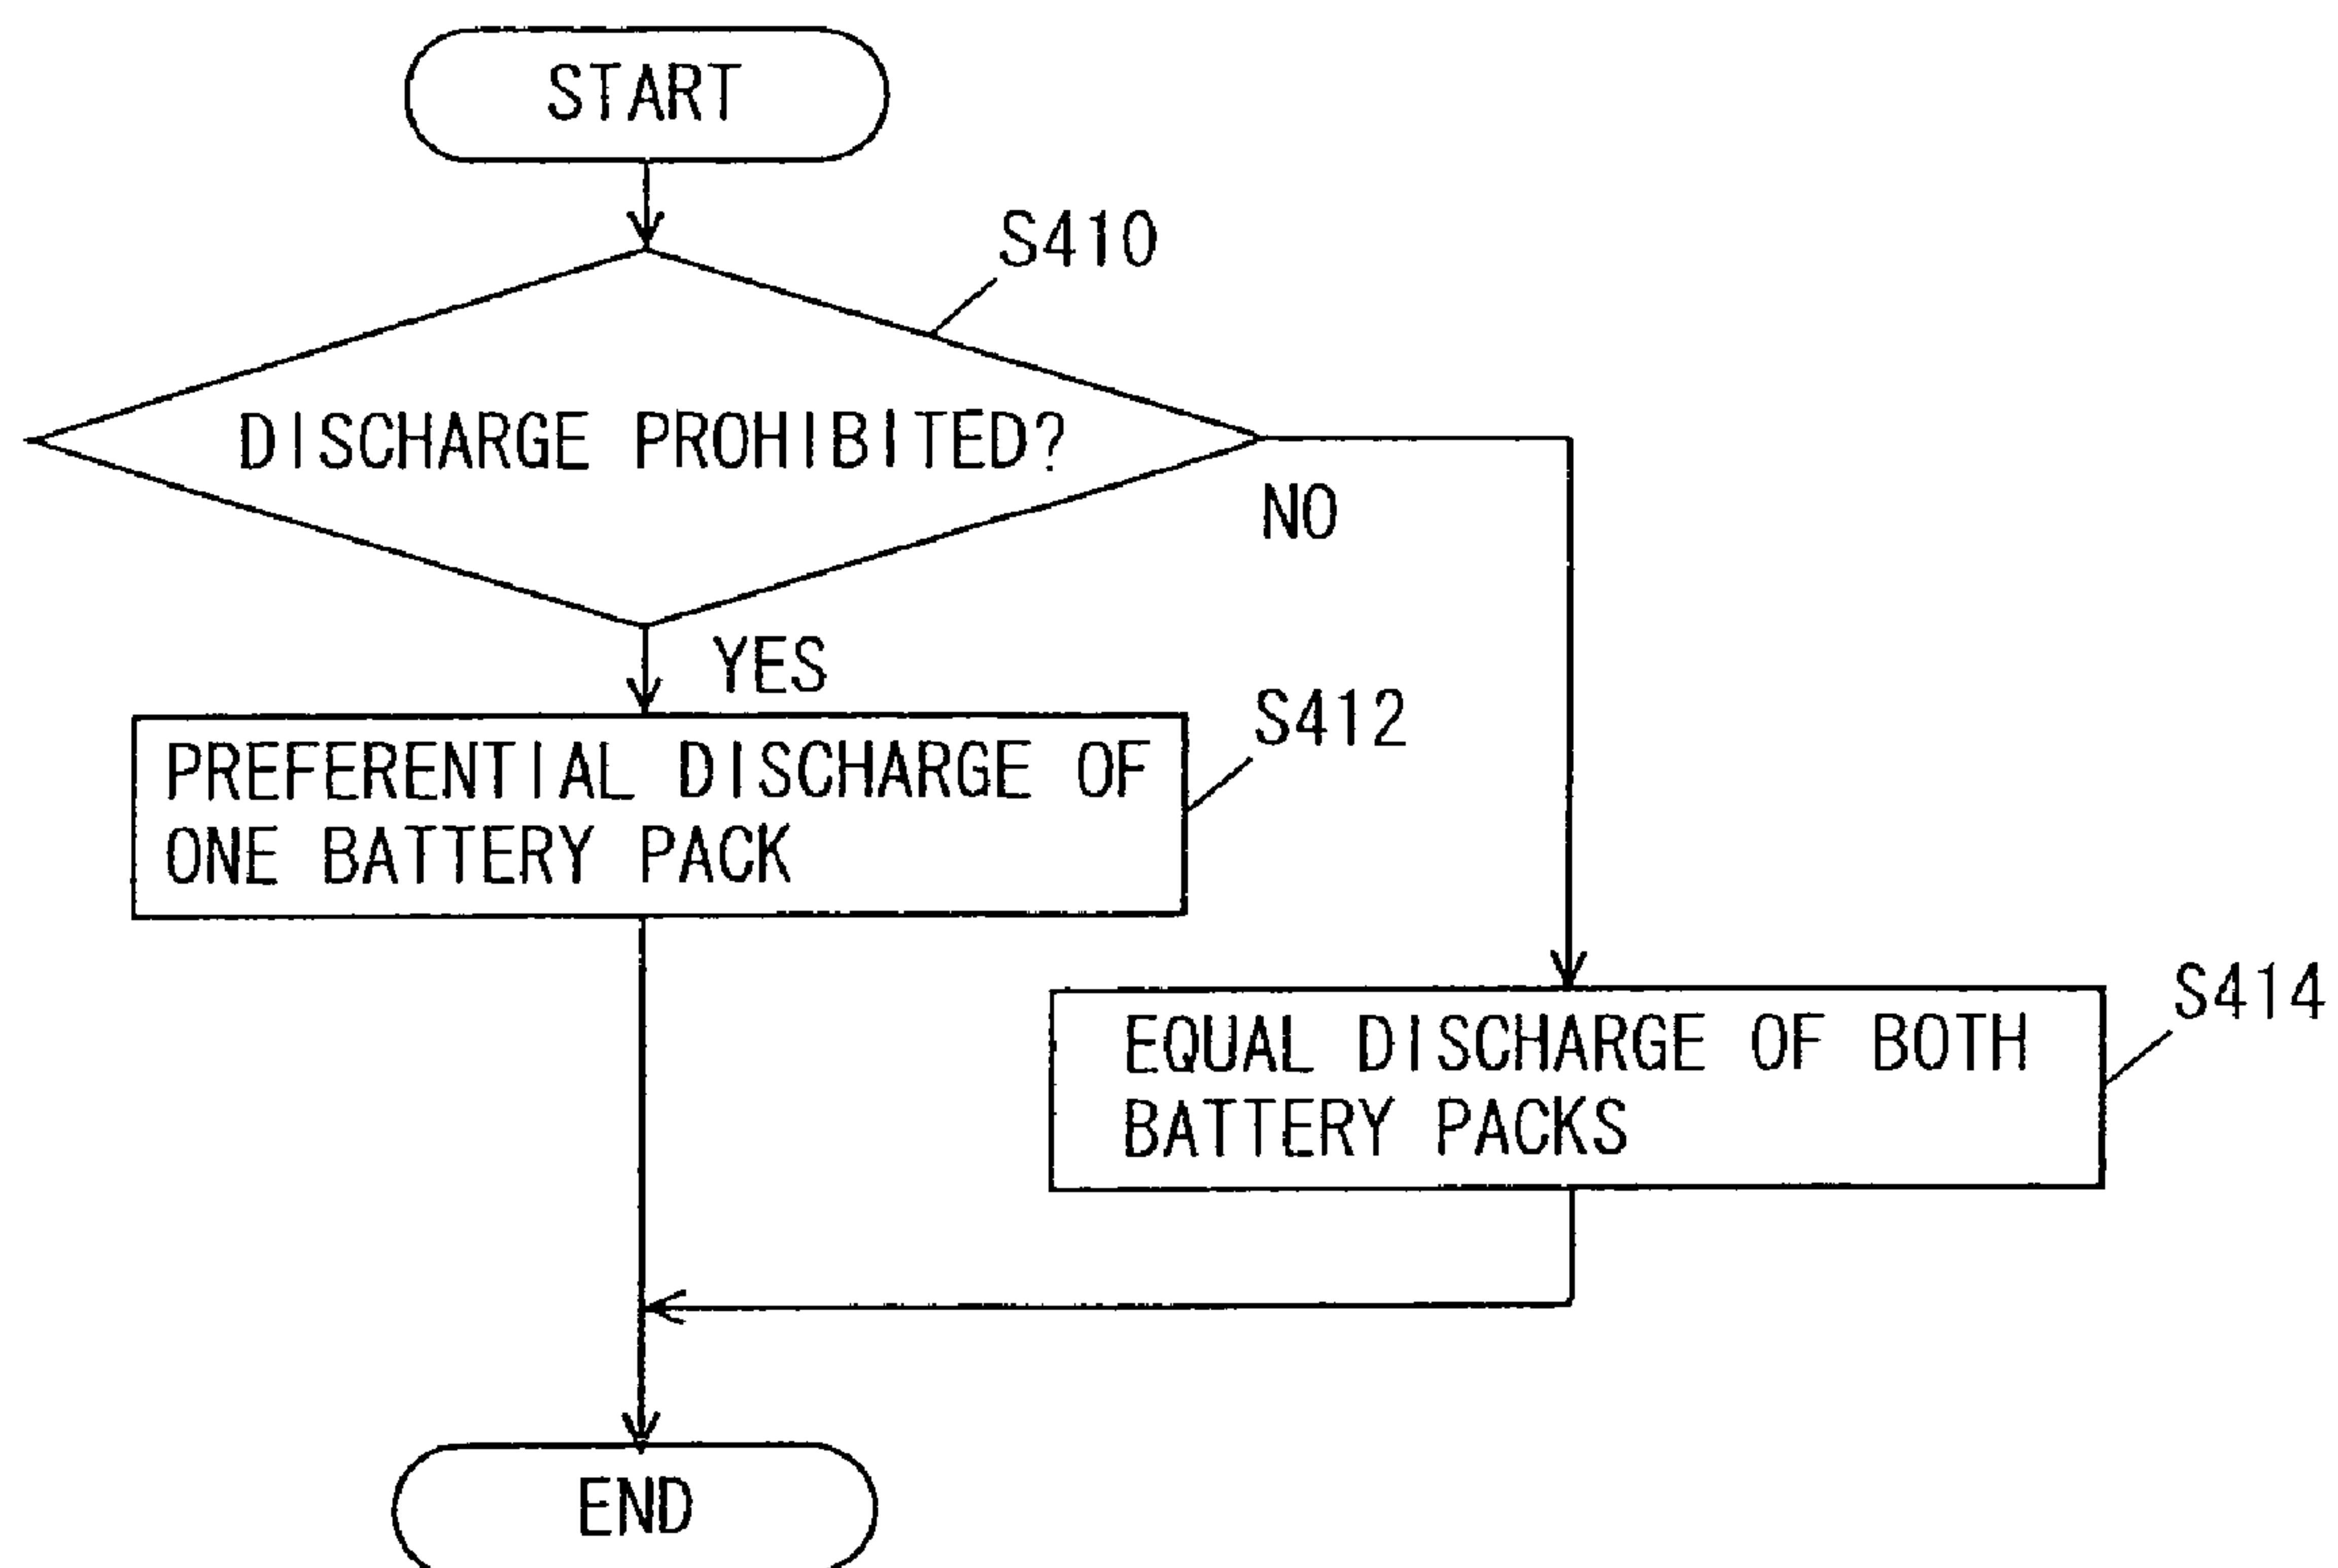 START
S410
DISCHARGE PROHIBITED?
NO
YES
S412
PREFERENTIAL DISCHARGE OF
ONE BATTERY PACK
S414
EQUAL DISCHARGE OF BOTH
BATTERY PACKS
END